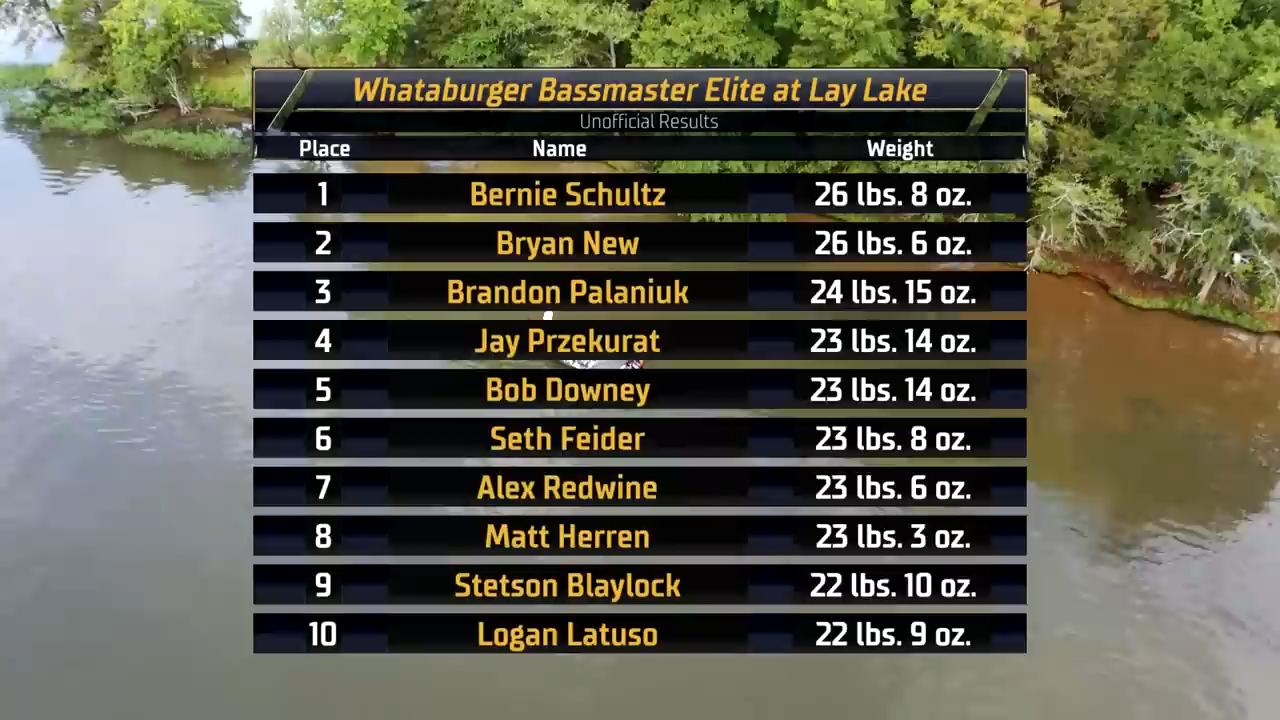 Whataburger Bassmaster Elite at Lay Lake
Unofficial Results
Place Name Weight
1 Bernie Schultz 26 lbs. 8 oz.
2 Bryan New 26 lbs. 6 oz.
3 Brandon Palaniuk 24 lbs. 15 oz.
4 Jay Przekurat 23 lbs. 14 oz.
5 Bob Downey 23 lbs. 14 oz.
6 Seth Feider 23 lbs. 8 oz.
7 Alex Redwine 23 lbs. 6 oz.
8 Matt Herren 23 lbs. 3 oz.
9 Stetson Blaylock 22 lbs. 10 oz.
10 Logan Latuso 22 lbs. 9 oz.